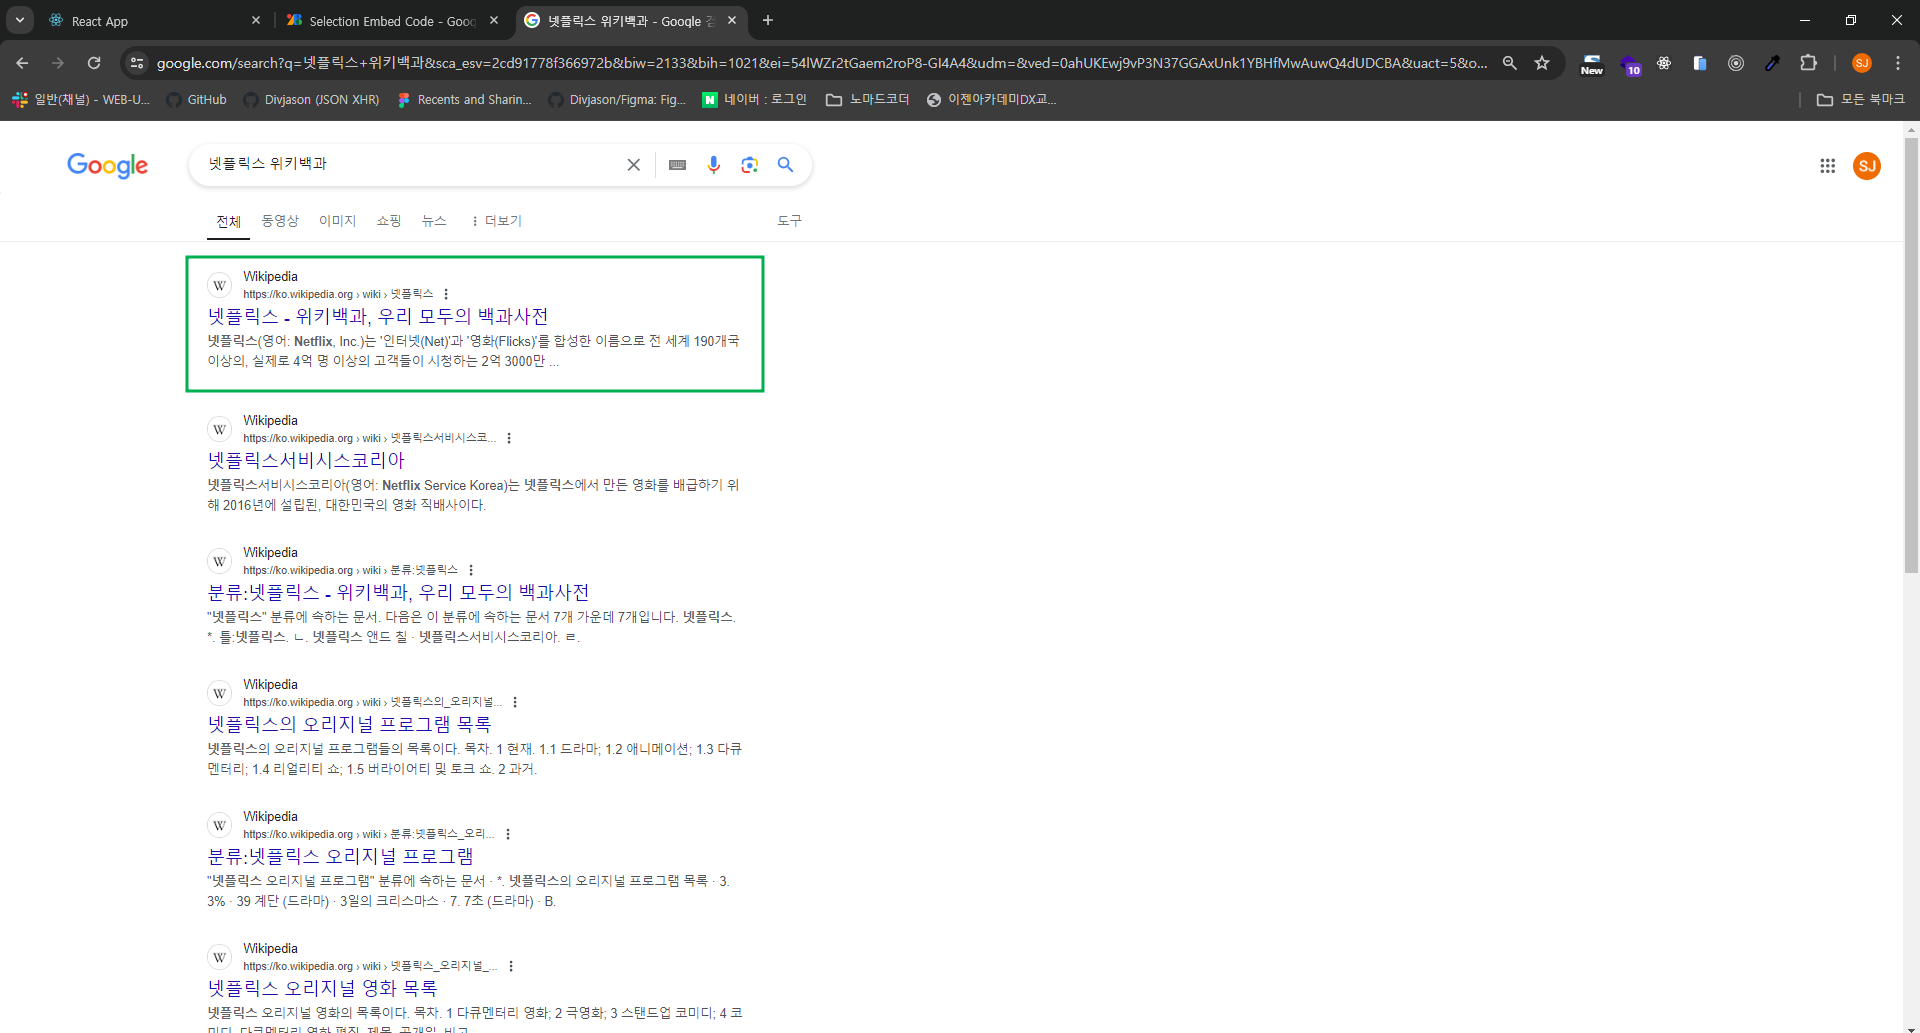 React App
Selection Embed Code - Goo
넷플릭스 위키백과 - Google 검
google.com/search?q=넷플릭스+위키백과&sca_esv=2cd91778f366972b&biw=2133&bih=1021&ei=54lWZr2tGaem2roP8-GI4A4&udm=&ved=0ahUKEwj9vP3N37GGAxUnk1YBHfMwAuwQ4dUDCBA&uact=5&o...
New
10
SJ
일반(채널) - WEB-U...
GitHub
Divjason (JSON XHR)
Recents and Sharin...
Divjason/Figma: Fig...
N 네이버 : 로그인
노마드코더
이젠아카데미DX교...
모든 북마크
Google
넷플릭스 위키백과
SJ
전체 동영상 이미지 쇼핑 뉴스 더보기 도구
W
Wikipedia
https://ko.wikipedia.org › wiki › 넷플릭스
넷플릭스 - 위키백과, 우리 모두의 백과사전
넷플릭스(영어: Netflix, Inc.)는 '인터넷(Net)'과 '영화(Flicks)'를 합성한 이름으로 전 세계 190개국
이상의, 실제로 4억 명 이상의 고객들이 시청하는 2억 3000만 ...
W
Wikipedia
https://ko.wikipedia.org › wiki › 넷플릭스서비시스코...
넷플릭스서비시스코리아
넷플릭스서비시스코리아(영어: Netflix Service Korea)는 넷플릭스에서 만든 영화를 배급하기 위
해 2016년에 설립된, 대한민국의 영화 직배사이다.
W
Wikipedia
https://ko.wikipedia.org › wiki › 분류:넷플릭스
분류:넷플릭스 - 위키백과, 우리 모두의 백과사전
"넷플릭스" 분류에 속하는 문서. 다음은 이 분류에 속하는 문서 7개 가운데 7개입니다. 넷플릭스.
*. 틀:넷플릭스. ㄴ. 넷플릭스 앤드 칠 · 넷플릭스서비시스코리아. ㄹ.
W
Wikipedia
https://ko.wikipedia.org › wiki › 넷플릭스의_오리지널...
넷플릭스의 오리지널 프로그램 목록
넷플릭스의 오리지널 프로그램들의 목록이다. 목차. 1 현재. 1.1 드라마; 1.2 애니메이션; 1.3 다큐
멘터리; 1.4 리얼리티 쇼; 1.5 버라이어티 및 토크 쇼. 2 과거.
W
Wikipedia
https://ko.wikipedia.org › wiki › 분류:넷플릭스_오리...
분류:넷플릭스 오리지널 프로그램
"넷플릭스 오리지널 프로그램" 분류에 속하는 문서 · *. 넷플릭스의 오리지널 프로그램 목록 · 3.
3% · 39 계단 (드라마) · 3일의 크리스마스 · 7. 7초 (드라마) · B.
W
Wikipedia
https://ko.wikipedia.org › wiki › 넷플릭스_오리지널_...
넷플릭스 오리지널 영화 목록
넷플릭스 오리지널 영화의 목록이다. 목차. 1 다큐멘터리 영화; 2 극영화; 3 스탠드업 코미디; 4 코